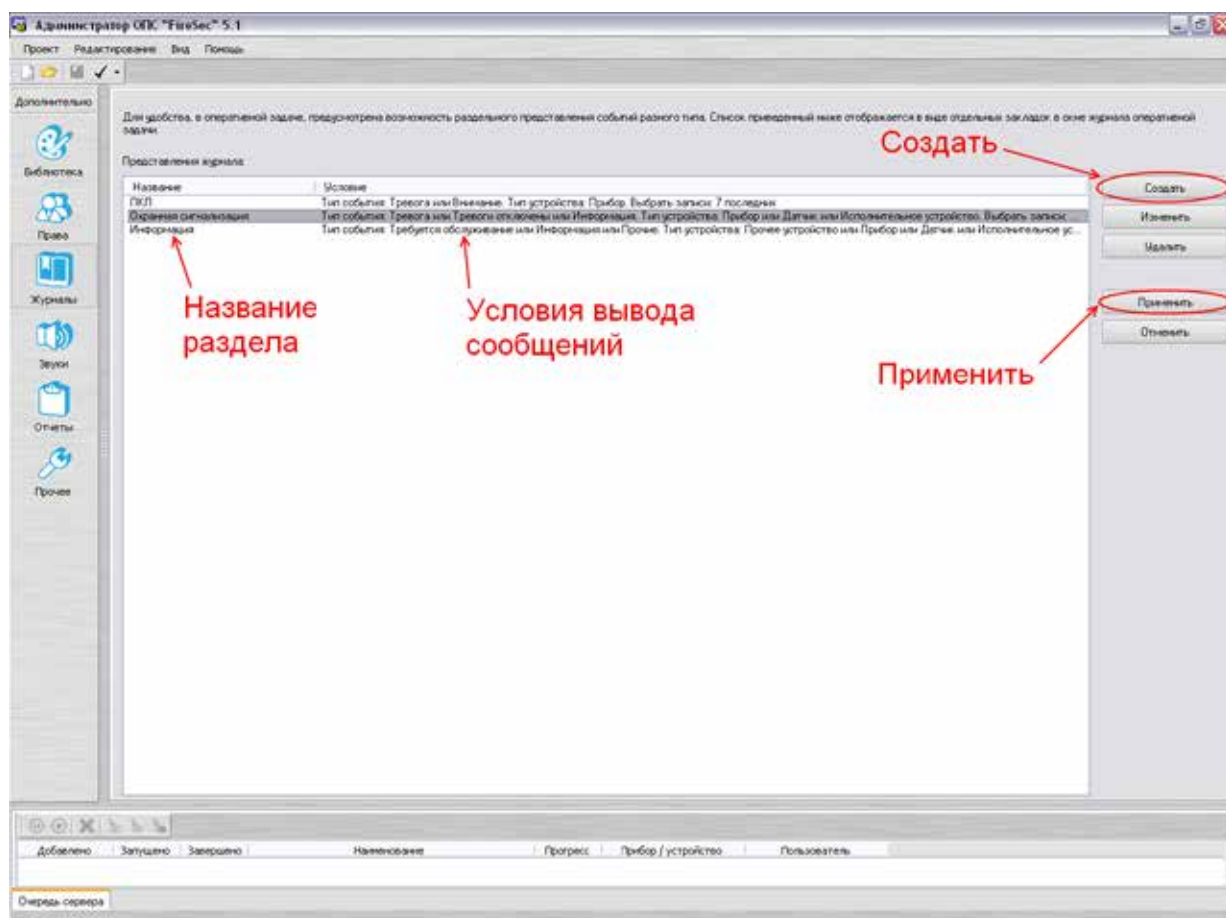 Администратор ОПК "FireSec" 5.1
Проект Редактирование Вид Помощь
Дополнительно
Библиотека
Права
Журналы
Звуки
Отчеты
Прочее
Для удобства, в оперативной задаче, предусмотрена возможность раздельного представления событий разного типа. Список приведенный ниже отображается в виде отдельных закладок в окне журнала оперативной
задачи
Создать
Представления журнала:
Название Условие
ПКЛ Тип события: Тревога или Внимание. Тип устройства: Прибор. Выбрать записи: 7 последних
Охранная сигнализация Тип события: Тревога или Тревоги отключены или Информация. Тип устройства: Прибор или Датчик или Исполнительное устройство. Выбрать записи:
Информация Тип события: Требуется обслуживание или Информация или Прочие. Тип устройства: Прочее устройство или Прибор или Датчик или Исполнительное ус...
Создать
Изменить
Удалить
Применить
Отменить
Название
раздела
Условия вывода
сообщений
Применить
Добавлено Запущено Завершено Наименование Прогресс Прибор / устройство Пользователь
Очередь сервера